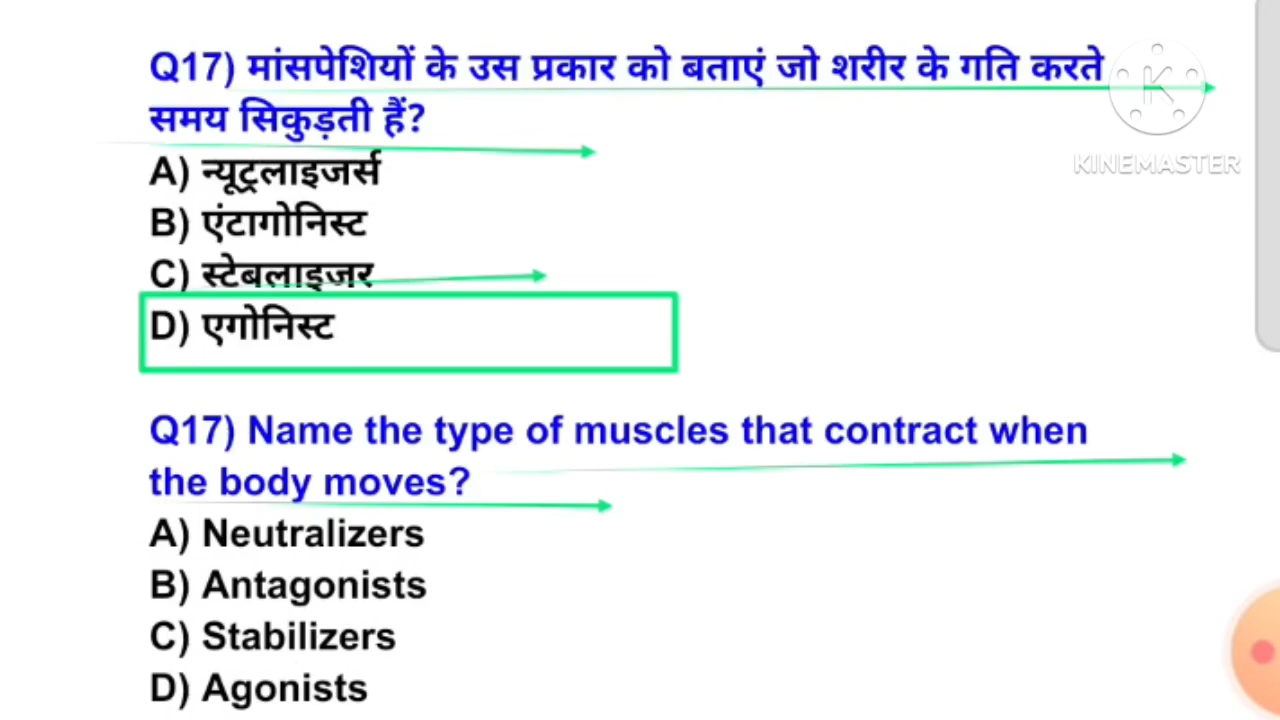 Q17) मांसपेशियों के उस प्रकार को बताएं जो शरीर के गति करते
समय सिकुड़ती हैं?
A) न्यूट्रलाइजर्स
B) एंटागोनिस्ट
C) स्टेबलाइजर
D) एगोनिस्ट
Q17) Name the type of muscles that contract when
the body moves?
A) Neutralizers
B) Antagonists
C) Stabilizers
D) Agonists
K
KINEMASTER